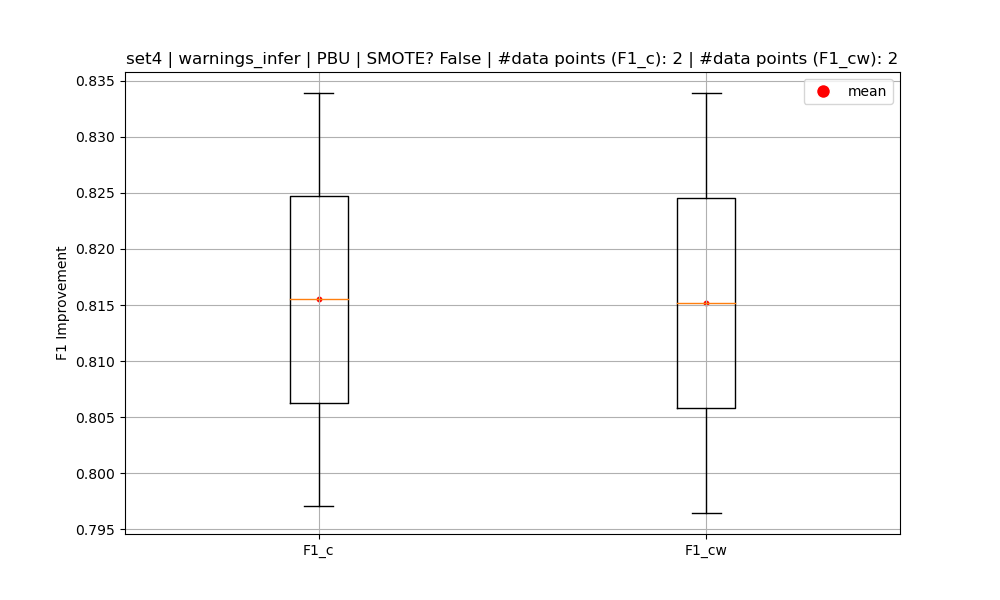 set4 | warnings_infer | PBU | SMOTE? False | #data points (F1_c): 2 | #data points (F1_cw): 2
mean
0.835
0.830
0.825
0.820
0.815
0.810
0.805
0.800
0.795
F1 Improvement
F1_c
F1_cw